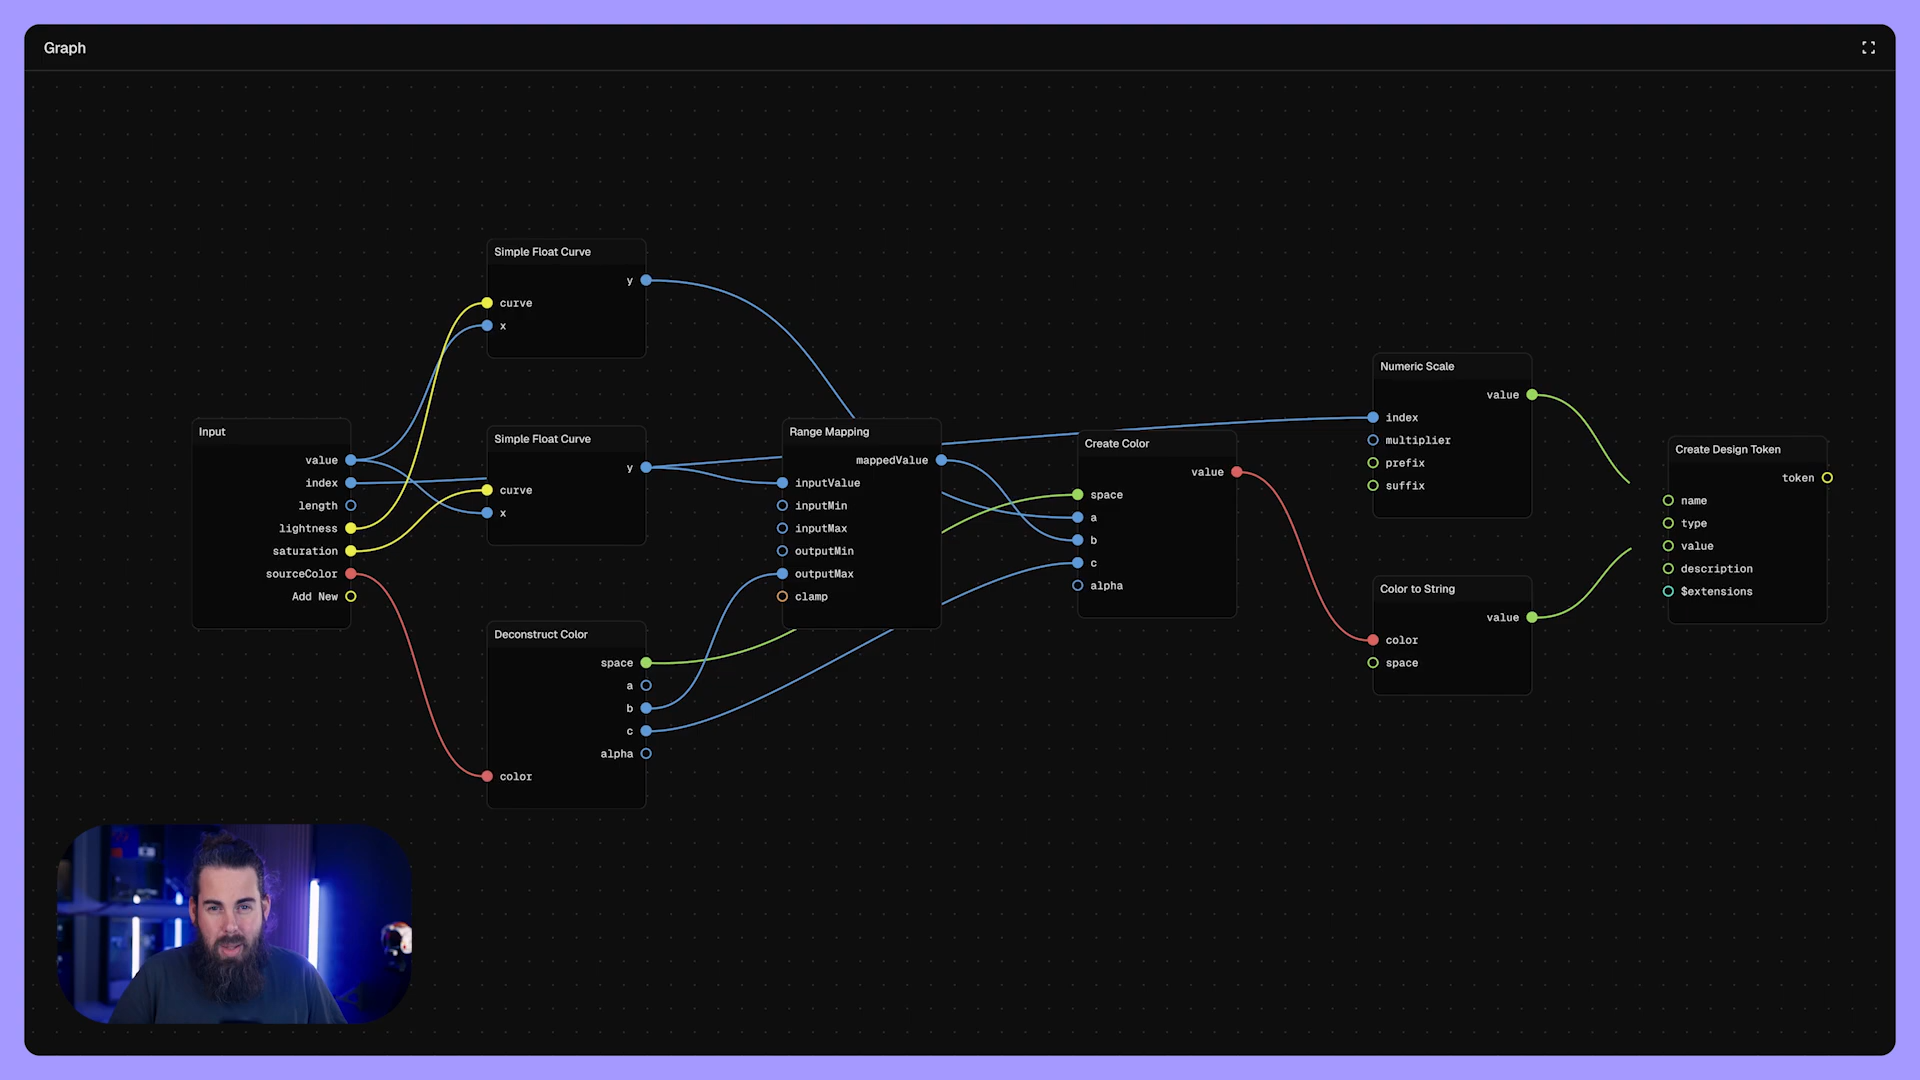 Graph
Simple Float Curve
y
curve
x
Input
value
index
length
lightness
saturation
sourceColor
Add New
Simple Float Curve
y
curve
x
Deconstruct Color
space
a
b
c
alpha
color
Range Mapping
mappedValue
inputValue
inputMin
inputMax
outputMin
outputMax
clamp
Create Color
value
space
a
b
c
alpha
Numeric Scale
value
index
multiplier
prefix
suffix
Color to String
value
color
space
Create Design Token
token
name
type
value
description
$extensions